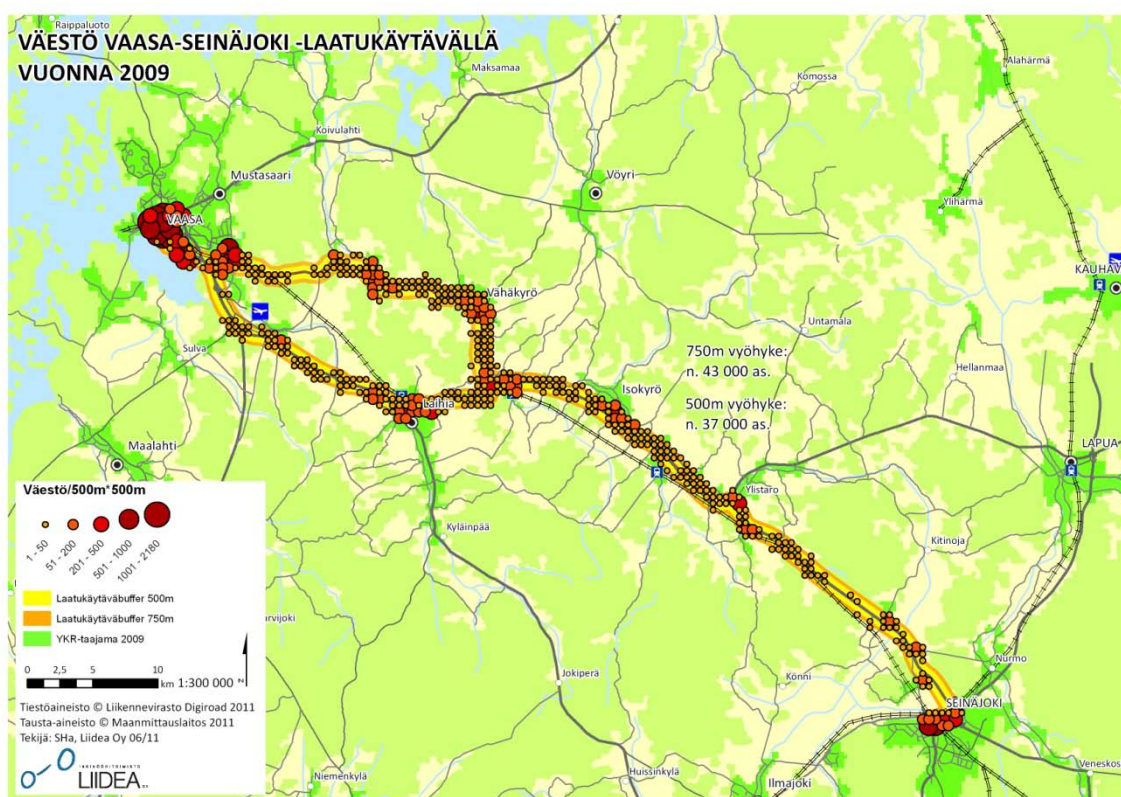 Raippaluoto
VÄESTÖ VAASA-SEINÄJOKI -LAATUKÄYTÄVÄLLÄ
VUONNA 2009
Maksamaa
Komossa
Alahärmä
Koivulahti
Mustasaari
Vöyri
Ylihärmä
VAASA
KAUHAV
Vähäkyrö
Untamala
Sulva
750m vyöhyke:
n. 43 000 as.
Hellanmaa
Isokyrö
500m vyöhyke:
n. 37 000 as.
Laihia
Maalahti
LAPUA
Ylistaro
Kyläinpää
Kitinoja
Väestö/500m*500m
1 - 50
51 - 200
201 - 500
501 - 1000
1001 - 2180
Laatukäytäväbuffer 500m
Laatukäytäväbuffer 750m
YKR-taajama 2009
arvijoki
0 2,5 5 10
km 1:300 000
Nurmo
Jokiperä
Könni
SEINÄJOKI
Tiestöaineisto © Liikennevirasto Digiroad 2011
Tausta-aineisto © Maanmittauslaitos 2011
Tekijä: SHa, Liidea Oy 06/11
LIIDEA
Niemenkylä
Huissinkylä
Ilmajoki
Veneskos